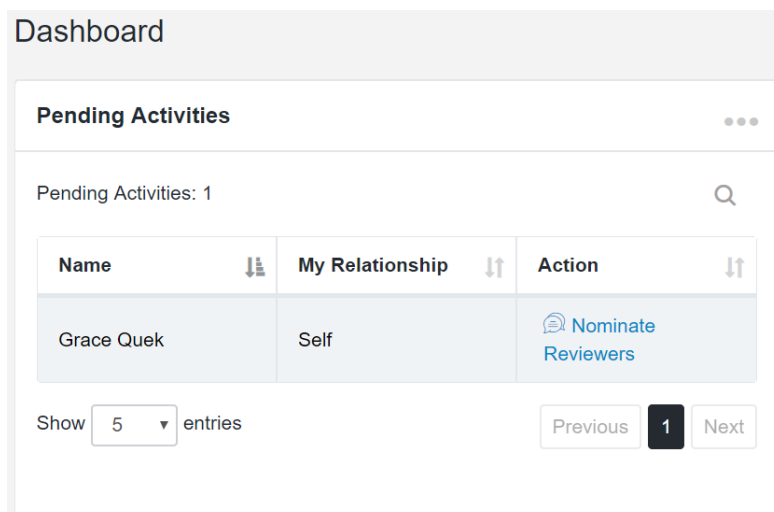 Dashboard
Pending Activities
Pending Activities: 1
Name My Relationship Action
Grace Quek Self Nominate
Reviewers
Show 5 entries Previous 1 Next